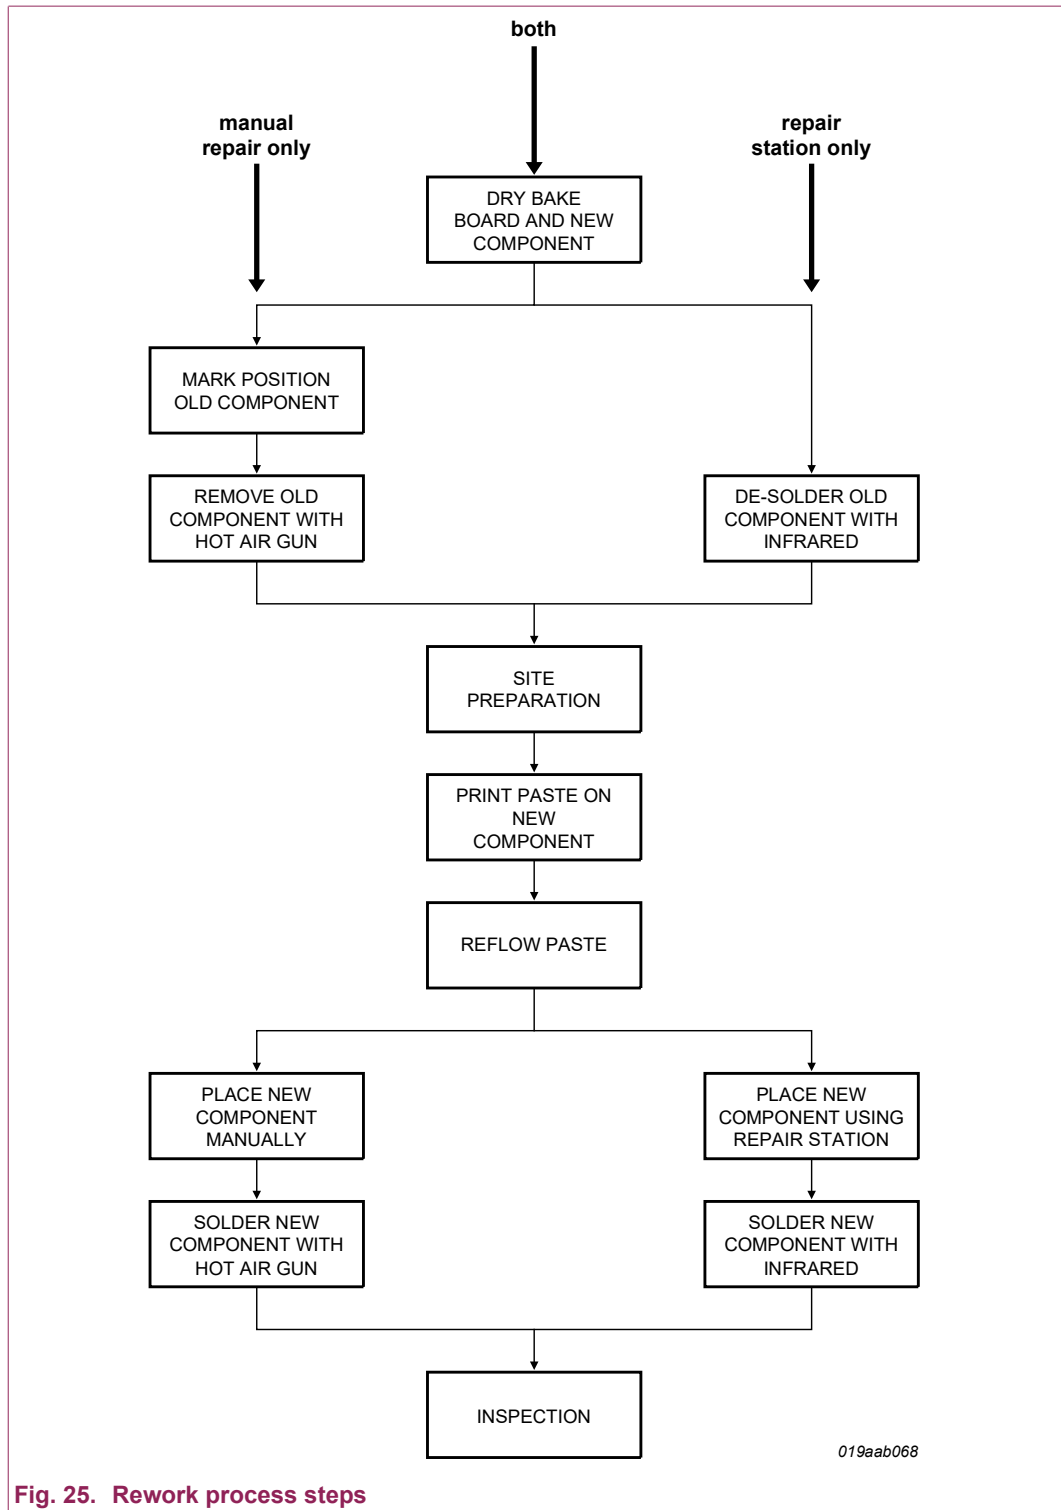 both
manual
repair only
repair
station only
DRY BAKE
BOARD AND NEW
COMPONENT
MARK POSITION
OLD COMPONENT
REMOVE OLD
COMPONENT WITH
HOT AIR GUN
DE-SOLDER OLD
COMPONENT WITH
INFRARED
SITE
PREPARATION
PRINT PASTE ON
NEW
COMPONENT
REFLOW PASTE
PLACE NEW
COMPONENT
MANUALLY
PLACE NEW
COMPONENT USING
REPAIR STATION
SOLDER NEW
COMPONENT WITH
HOT AIR GUN
SOLDER NEW
COMPONENT WITH
INFRARED
INSPECTION
019aab068
Fig. 25. Rework process steps